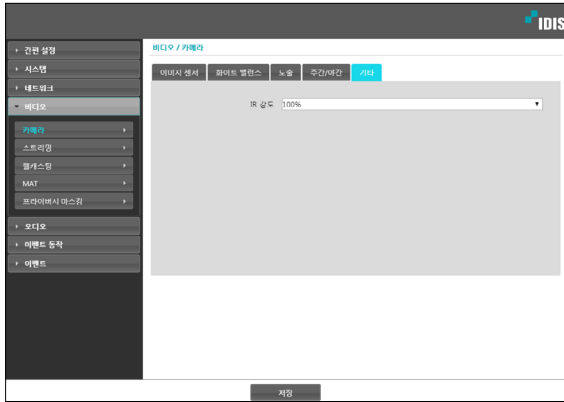 IDIS
간편 설정
시스템
네트워크
비디오
카메라
스트리밍
웹캐스팅
MAT
프라이버시 마스킹
오디오
이벤트 동작
이벤트
비디오 / 카메라
이미지 센서 화이트 밸런스 노출 주간/야간 기타
IR 강도 100%
저장